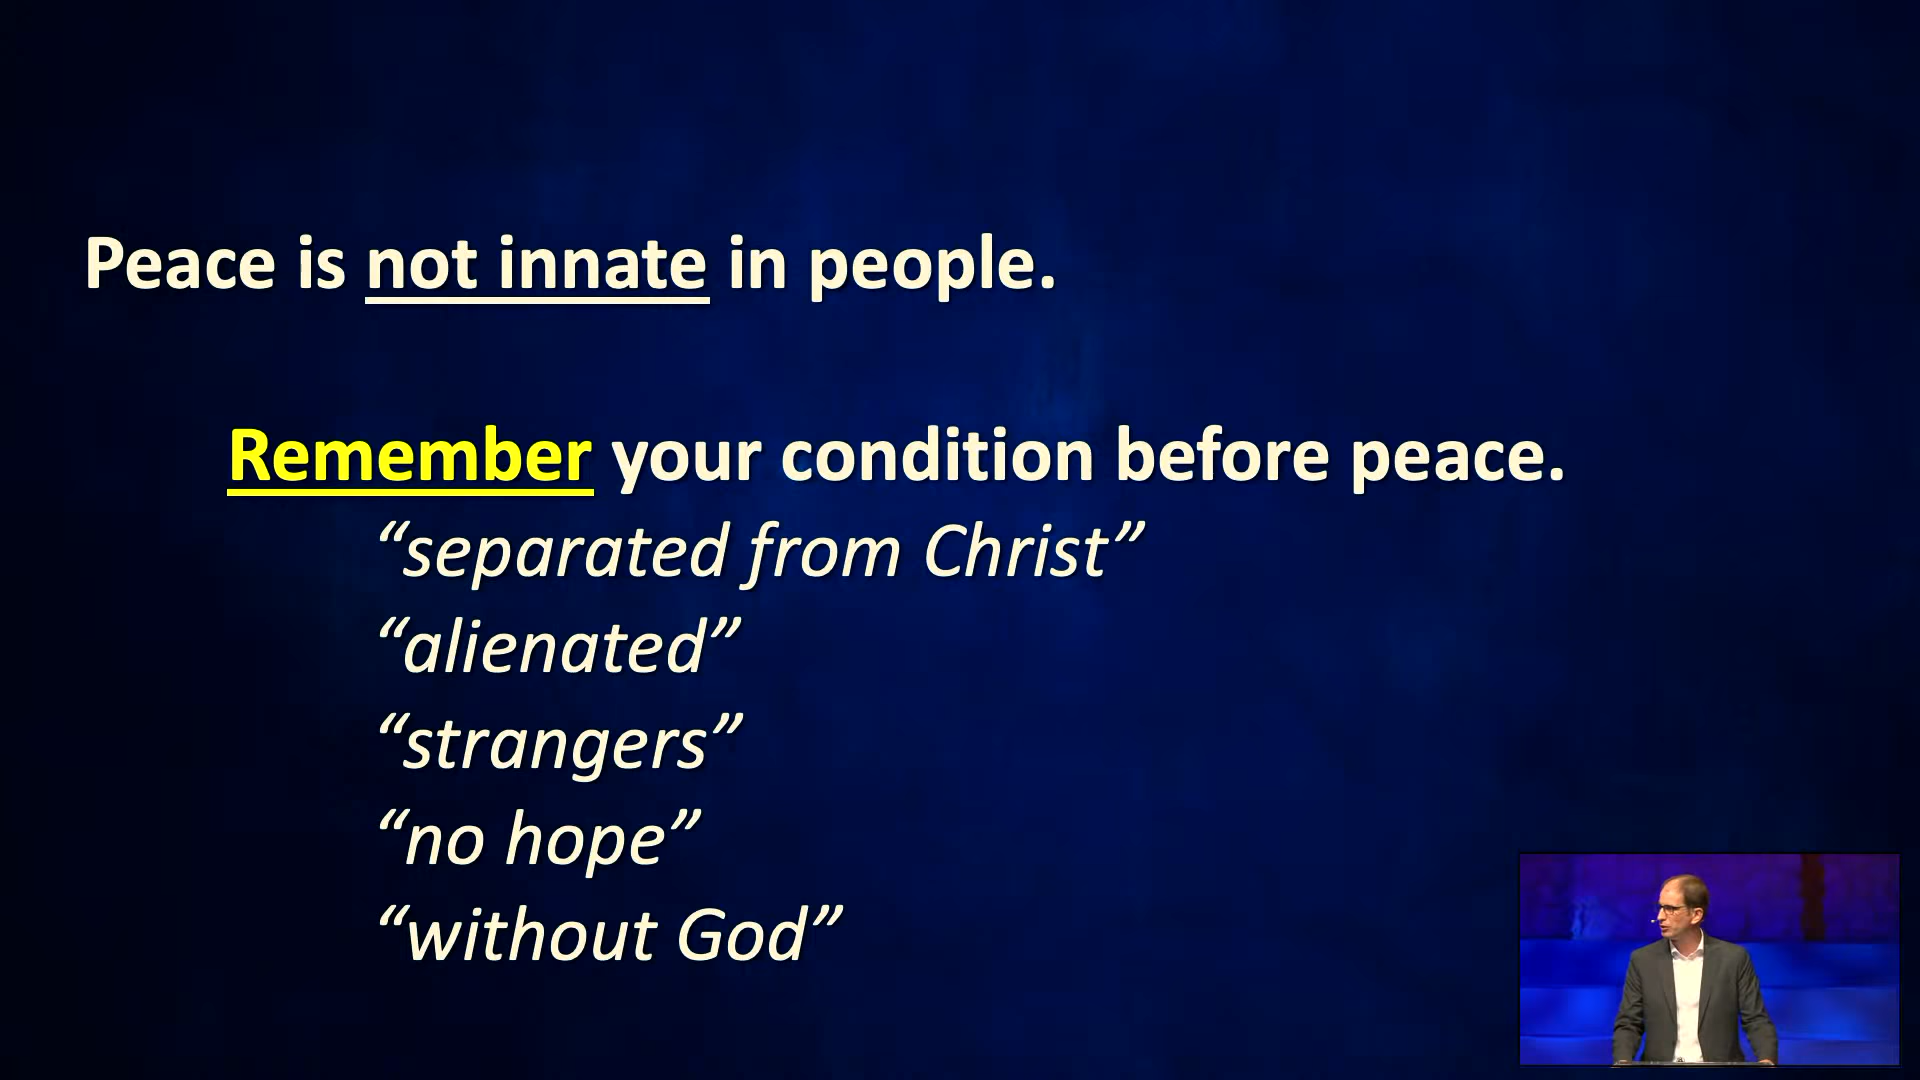 Peace is not innate in people.
Remember your condition before peace.
“separated from Christ”
“alienated”
“strangers”
“no hope”
“without God”